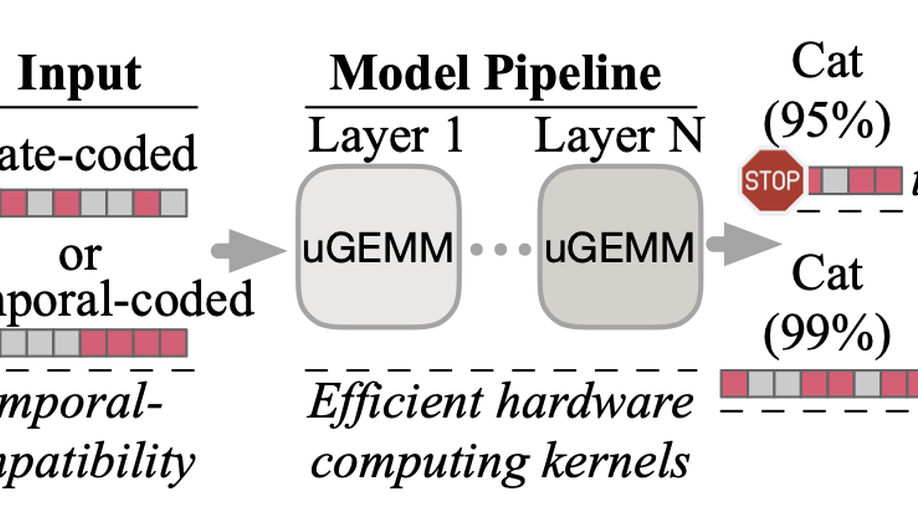 Input
ate-coded
or
nporal-coded
mporal-
npatibility
Model Pipeline
Layer 1 Layer N
uGEMM uGEMM
Efficient hardware
computing kernels
Cat
(95%)
STOP
Cat
(99%)